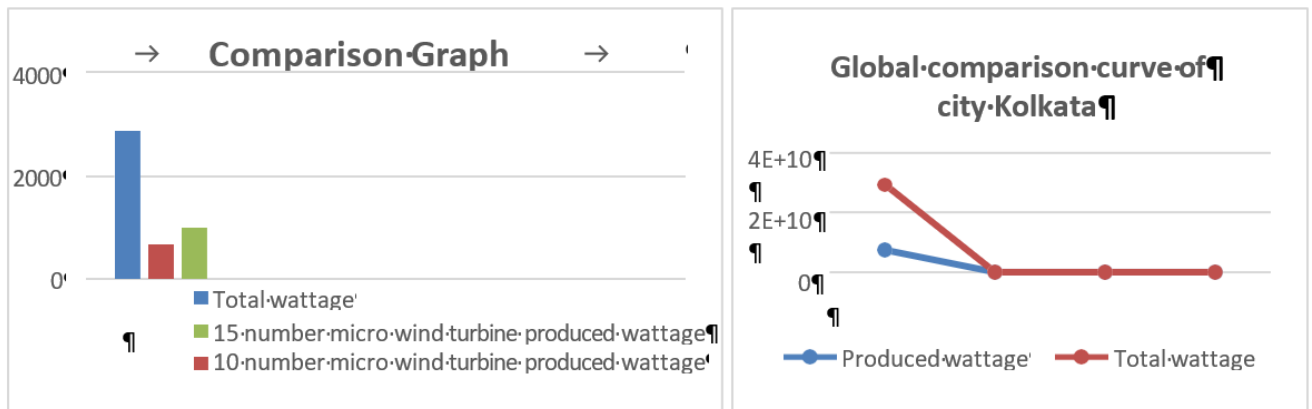 → Comparison·Graph →
4000
2000
0
Total·wattage
¶
15·number·micro·wind·turbine·produced·wattage¶
10·number·micro·wind·turbine·produced·wattage
Global·comparison·curve·of¶
city·Kolkata¶
4E+10¶
¶
2E+10¶
¶
0¶
¶
Produced·wattage
Total·wattage